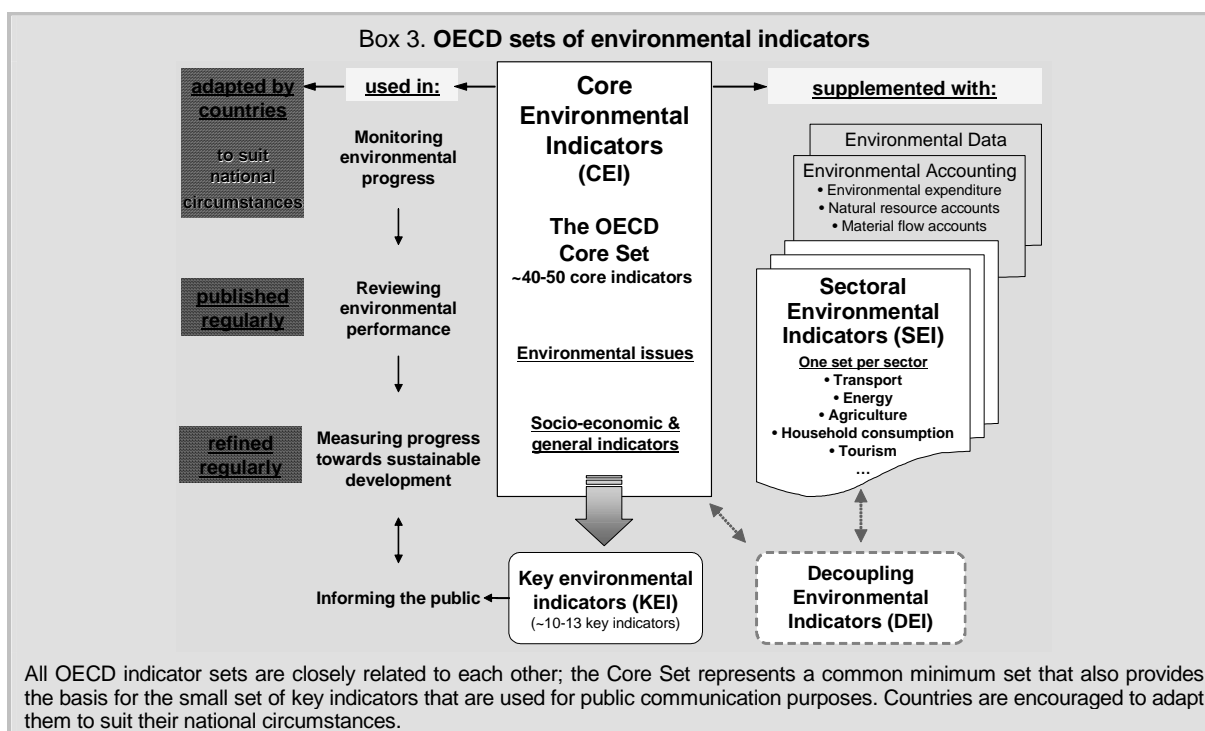 Box 3. OECD sets of environmental indicators
adapted by
countries
to suit
national
circumstances
published
regularly
refined
regularly
used in:
Monitoring
environmental
progress
Reviewing
environmental
performance
Measuring progress
towards sustainable
development
Informing the public
Core
Environmental
Indicators
(CEI)
The OECD
Core Set
~40-50 core indicators
Environmental issues
Socio-economic &
general indicators
Key environmental
indicators (KEI)
(~10-13 key indicators)
supplemented with:
Environmental Data
Environmental Accounting
• Environmental expenditure
• Natural resource accounts
• Material flow accounts
Sectoral
Environmental
Indicators (SEI)
One set per sector
• Transport
• Energy
• Agriculture
• Household consumption
• Tourism
…
Decoupling
Environmental
Indicators (DEI)
All OECD indicator sets are closely related to each other; the Core Set represents a common minimum set that also provides
the basis for the small set of key indicators that are used for public communication purposes. Countries are encouraged to adapt
them to suit their national circumstances.